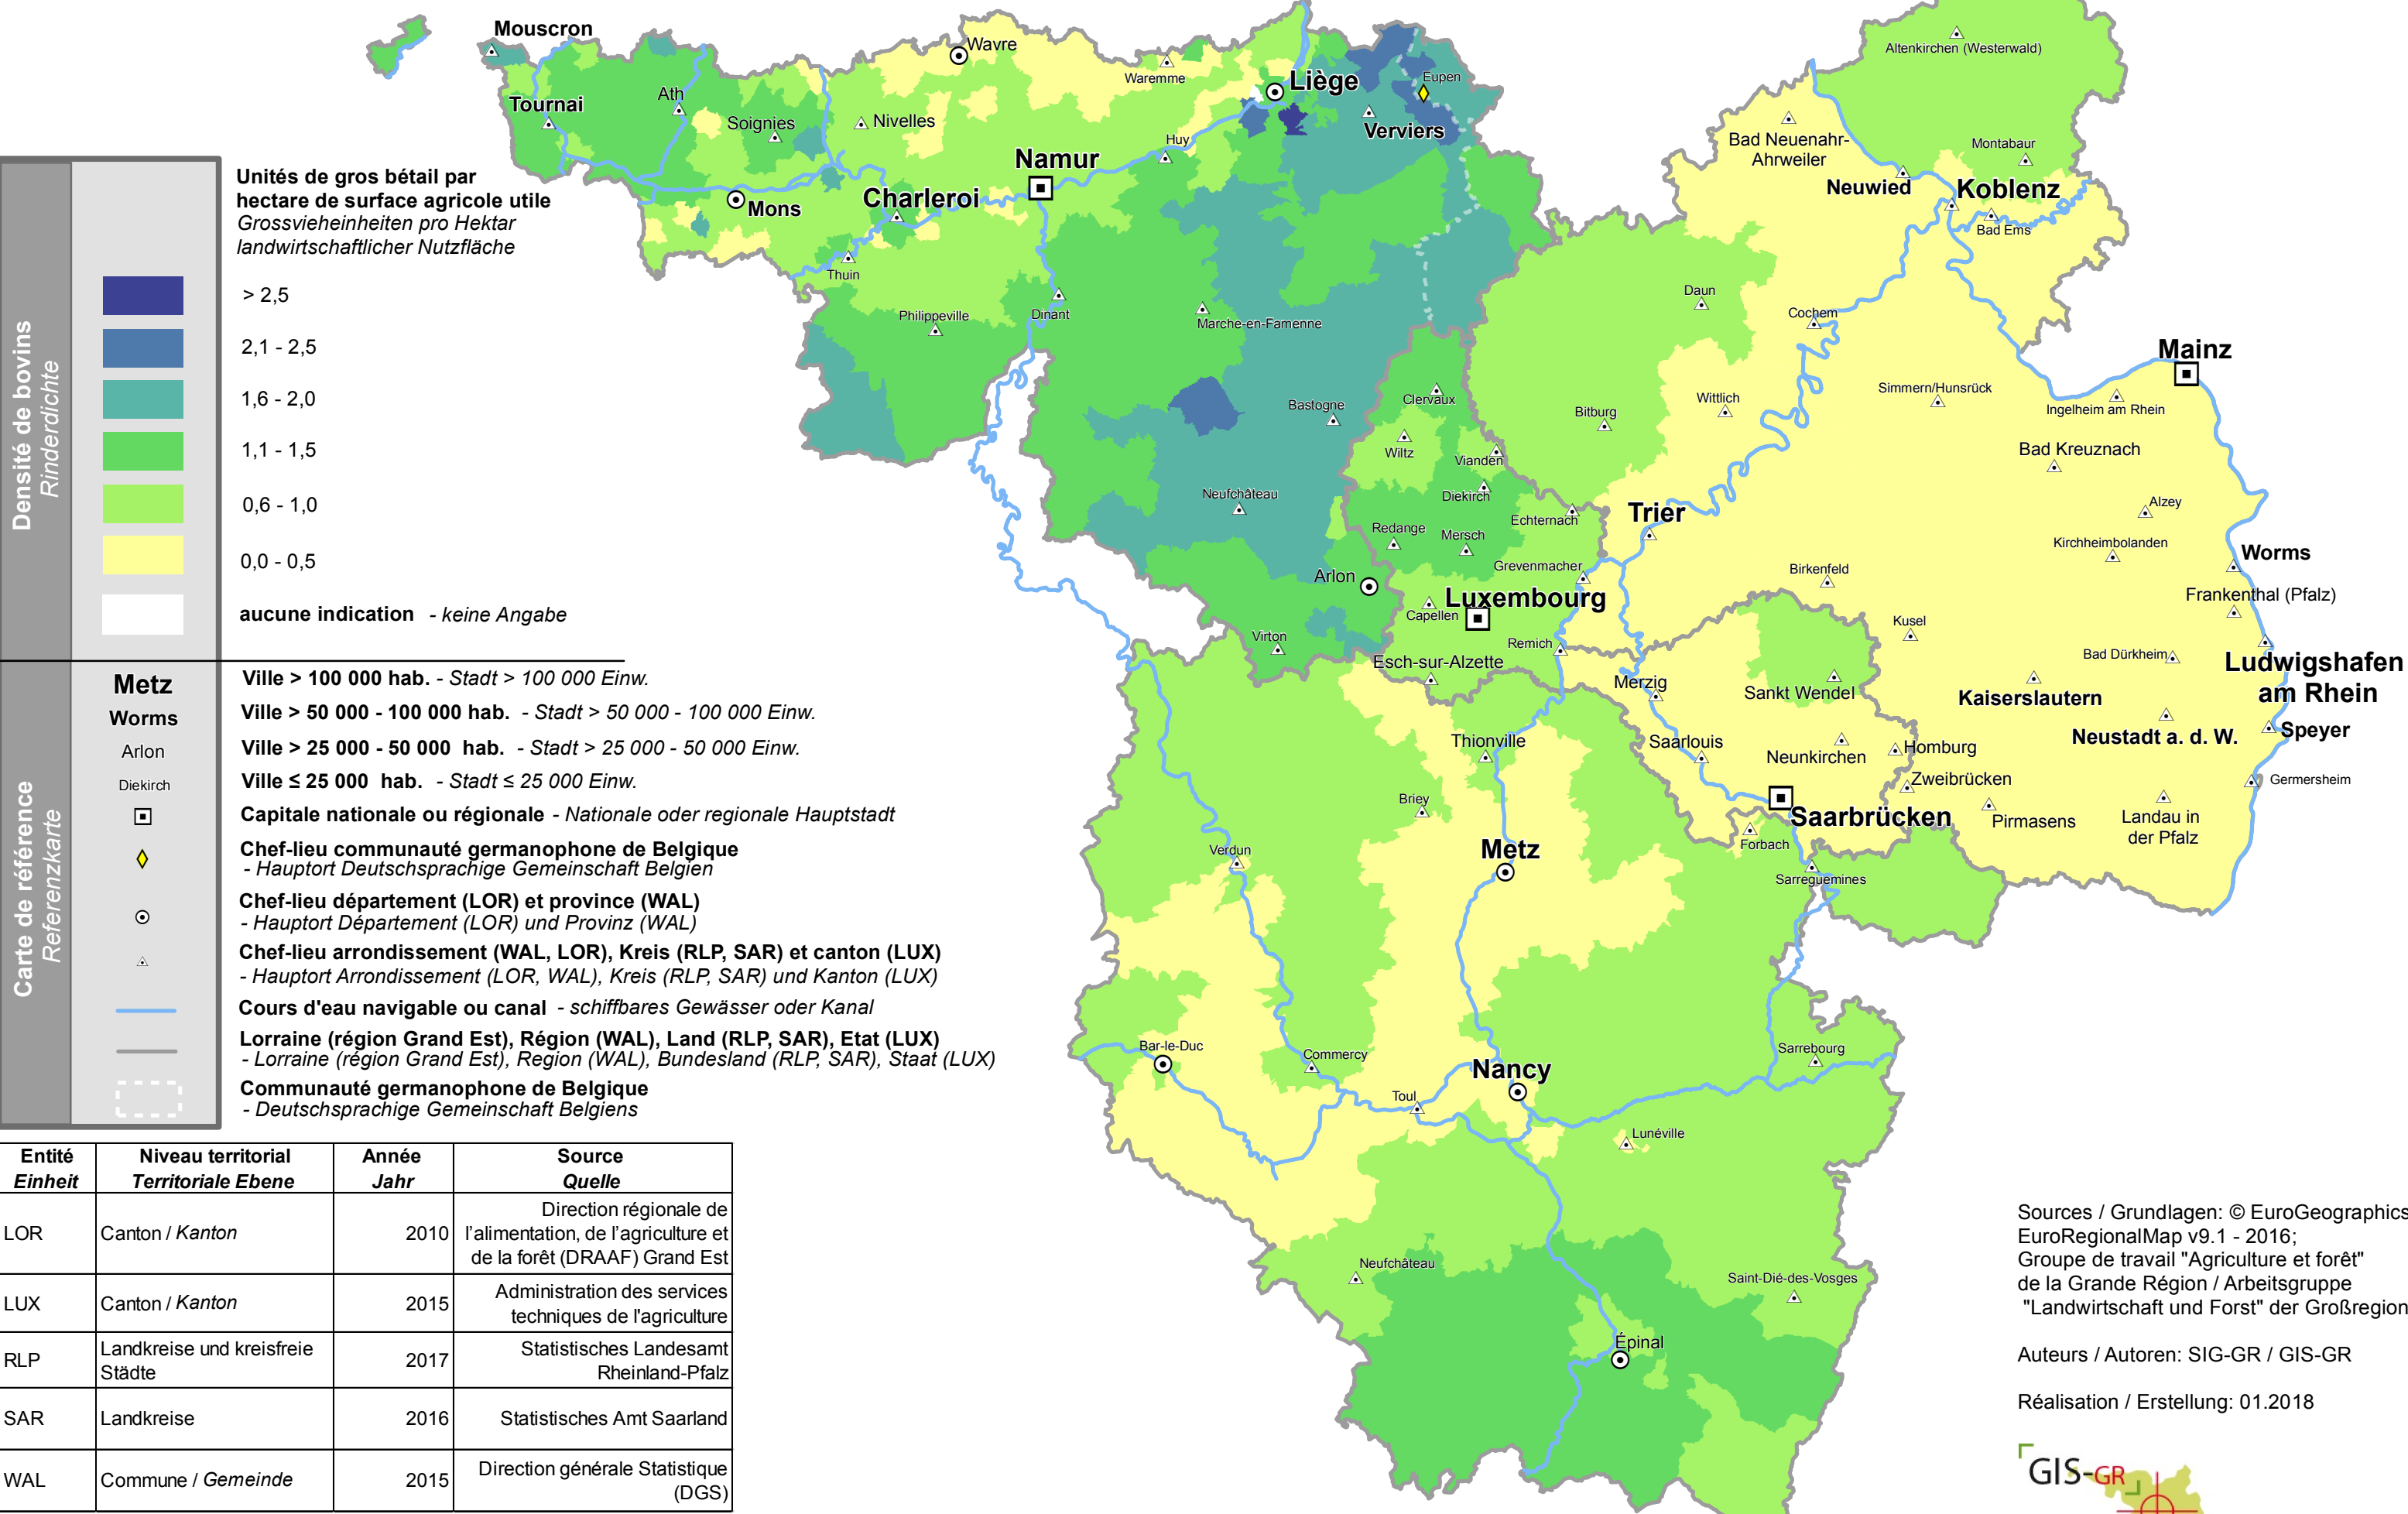 Densité de bovins
Rinderdichte
Unités de gros bétail par
hectare de surface agricole utile
Grossvieheinheiten pro Hektar
landwirtschaftlicher Nutzfläche
> 2,5
2,1 - 2,5
1,6 - 2,0
1,1 - 1,5
0,6 - 1,0
0,0 - 0,5
aucune indication - keine Angabe
Carte de référence
Referenzkarte
Metz Ville > 100 000 hab. - Stadt > 100 000 Einw.
Worms Ville > 50 000 - 100 000 hab. - Stadt > 50 000 - 100 000 Einw.
Arlon Ville > 25 000 - 50 000 hab. - Stadt > 25 000 - 50 000 Einw.
Diekirch Ville ≤ 25 000 hab. - Stadt ≤ 25 000 Einw.
Capitale nationale ou régionale - Nationale oder regionale Hauptstadt
Chef-lieu communauté germanophone de Belgique
- Hauptort Deutschsprachige Gemeinschaft Belgien
Chef-lieu département (LOR) et province (WAL)
- Hauptort Département (LOR) und Provinz (WAL)
Chef-lieu arrondissement (WAL, LOR), Kreis (RLP, SAR) et canton (LUX)
- Hauptort Arrondissement (LOR, WAL), Kreis (RLP, SAR) und Kanton (LUX)
Cours d'eau navigable ou canal - schiffbares Gewässer oder Kanal
Lorraine (région Grand Est), Région (WAL), Land (RLP, SAR), Etat (LUX)
- Lorraine (région Grand Est), Region (WAL), Bundesland (RLP, SAR), Staat (LUX)
Communauté germanophone de Belgique
- Deutschsprachige Gemeinschaft Belgiens
Entité Niveau territorial Année Source
Einheit Territoriale Ebene Jahr Quelle
LOR Canton / Kanton 2010 Direction régionale de
l'alimentation, de l'agriculture et
de la forêt (DRAAF) Grand Est
LUX Canton / Kanton 2015 Administration des services
techniques de l'agriculture
RLP Landkreise und kreisfreie
Städte 2017 Statistisches Landesamt
Rheinland-Pfalz
SAR Landkreise 2016 Statistisches Amt Saarland
WAL Commune / Gemeinde 2015 Direction générale Statistique
(DGS)
Mouscron
Wavre
Waremme
Liège
Eupen
Tournai
Ath
Soignies
Nivelles
Verviers
Huy
Namur
Mons
Charleroi
Thuin
Philippeville
Dinant
Marche-en-Famenne
Bastogne
Neufchâteau
Arlon
Virton
Clervaux
Wiltz
Vianden
Diekirch
Redange
Mersch
Echternach
Grevenmacher
Capellen
Luxembourg
Remich
Esch-sur-Alzette
Altenkirchen (Westerwald)
Bad Neuenahr-
Ahrweiler
Montabaur
Neuwied
Koblenz
Bad Ems
Daun
Cochem
Mainz
Simmern/Hunsrück
Ingelheim am Rhein
Wittlich
Bitburg
Bad Kreuznach
Alzey
Trier
Kirchheimbolanden
Worms
Birkenfeld
Frankenthal (Pfalz)
Kusel
Bad Dürkheim
Ludwigshafen
am Rhein
Kaiserslautern
Neustadt a. d. W.
Speyer
Merzig
Sankt Wendel
Saarlouis
Neunkirchen
Homburg
Zweibrücken
Germersheim
Saarbrücken
Pirmasens
Landau in
der Pfalz
Forbach
Sarreguemines
Thionville
Briey
Verdun
Metz
Bar-le-Duc
Commercy
Toul
Nancy
Sarrebourg
Lunéville
Neufchâteau
Saint-Dié-des-Vosges
Épinal
Sources / Grundlagen: © EuroGeographics
EuroRegionalMap v9.1 - 2016;
Groupe de travail "Agriculture et forêt"
de la Grande Région / Arbeitsgruppe
"Landwirtschaft und Forst" der Großregion
Auteurs / Autoren: SIG-GR / GIS-GR
Réalisation / Erstellung: 01.2018
GIS-GR